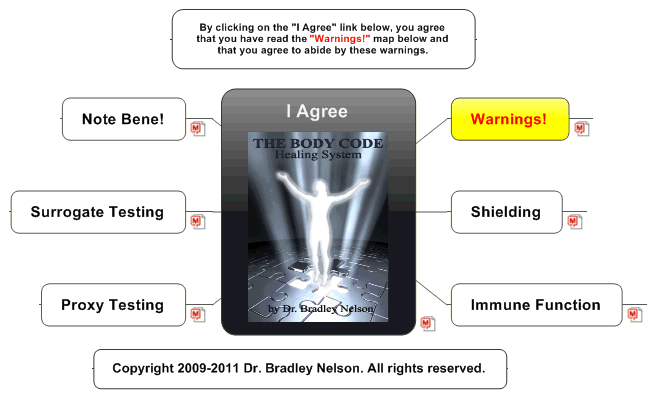 By clicking on the "I Agree" link below, you agree
that you have read the "Warnings!" map below and
that you agree to abide by these warnings.
I Agree
Note Bene!
Warnings!
THE BODY CODE
Healing System
Surrogate Testing
Shielding
Proxy Testing
by Dr. Bradley Nelson
Immune Function
Copyright 2009-2011 Dr. Bradley Nelson. All rights reserved.